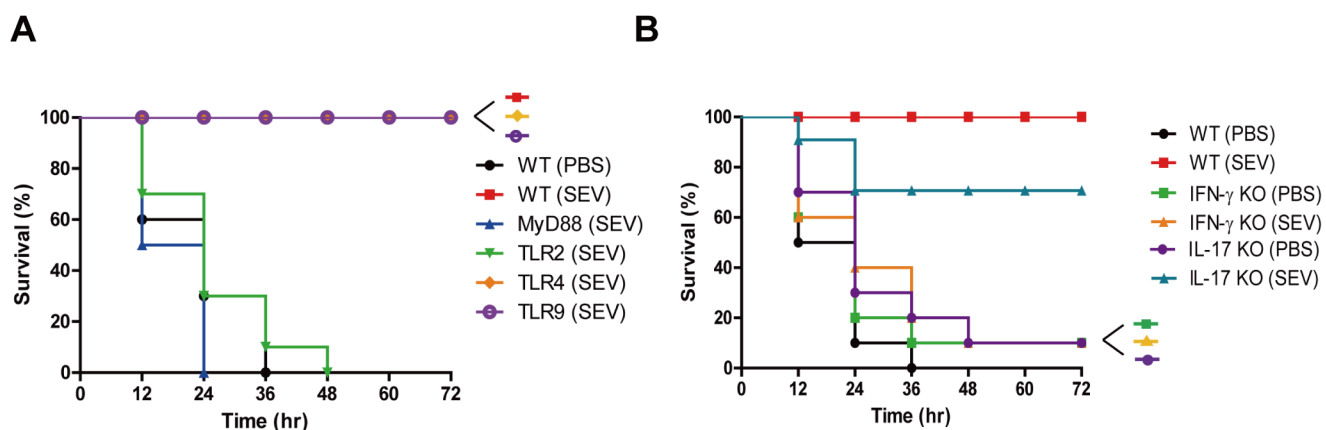 A
Survival (%)
100
80
60
40
20
0
0 12 24 36 48 60 72
Time (hr)
WT (PBS)
WT (SEV)
MyD88 (SEV)
TLR2 (SEV)
TLR4 (SEV)
TLR9 (SEV)
B
Survival (%)
100
80
60
40
20
0
0 12 24 36 48 60 72
Time (hr)
WT (PBS)
WT (SEV)
IFN-γ KO (PBS)
IFN-γ KO (SEV)
IL-17 KO (PBS)
IL-17 KO (SEV)